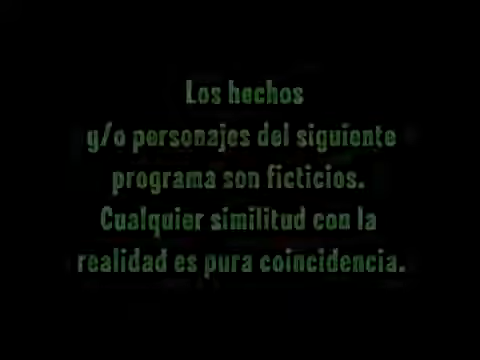 Los hechos
y/o personajes del siguiente
programa son ficticios.
Cualquier similitud con la
realidad es pura coincidencia.